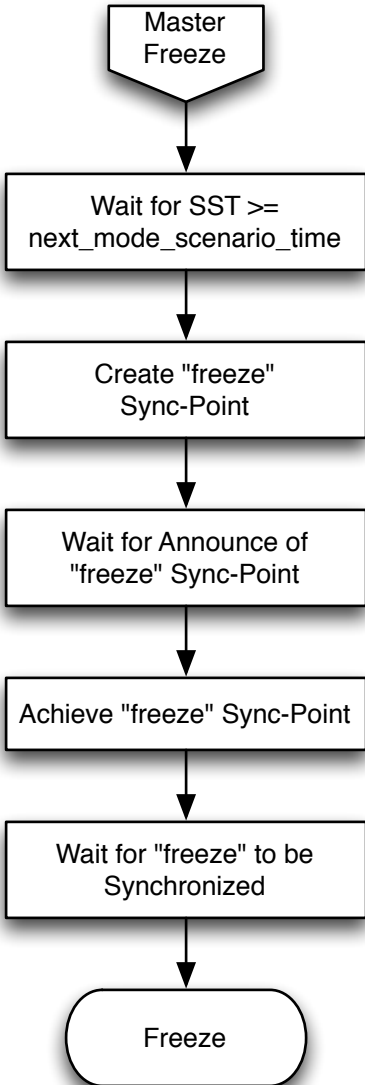 Master
Freeze
Wait for SST >=
next_mode_scenario_time
Create "freeze"
Sync-Point
Wait for Announce of
"freeze" Sync-Point
Achieve "freeze" Sync-Point
Wait for "freeze" to be
Synchronized
Freeze